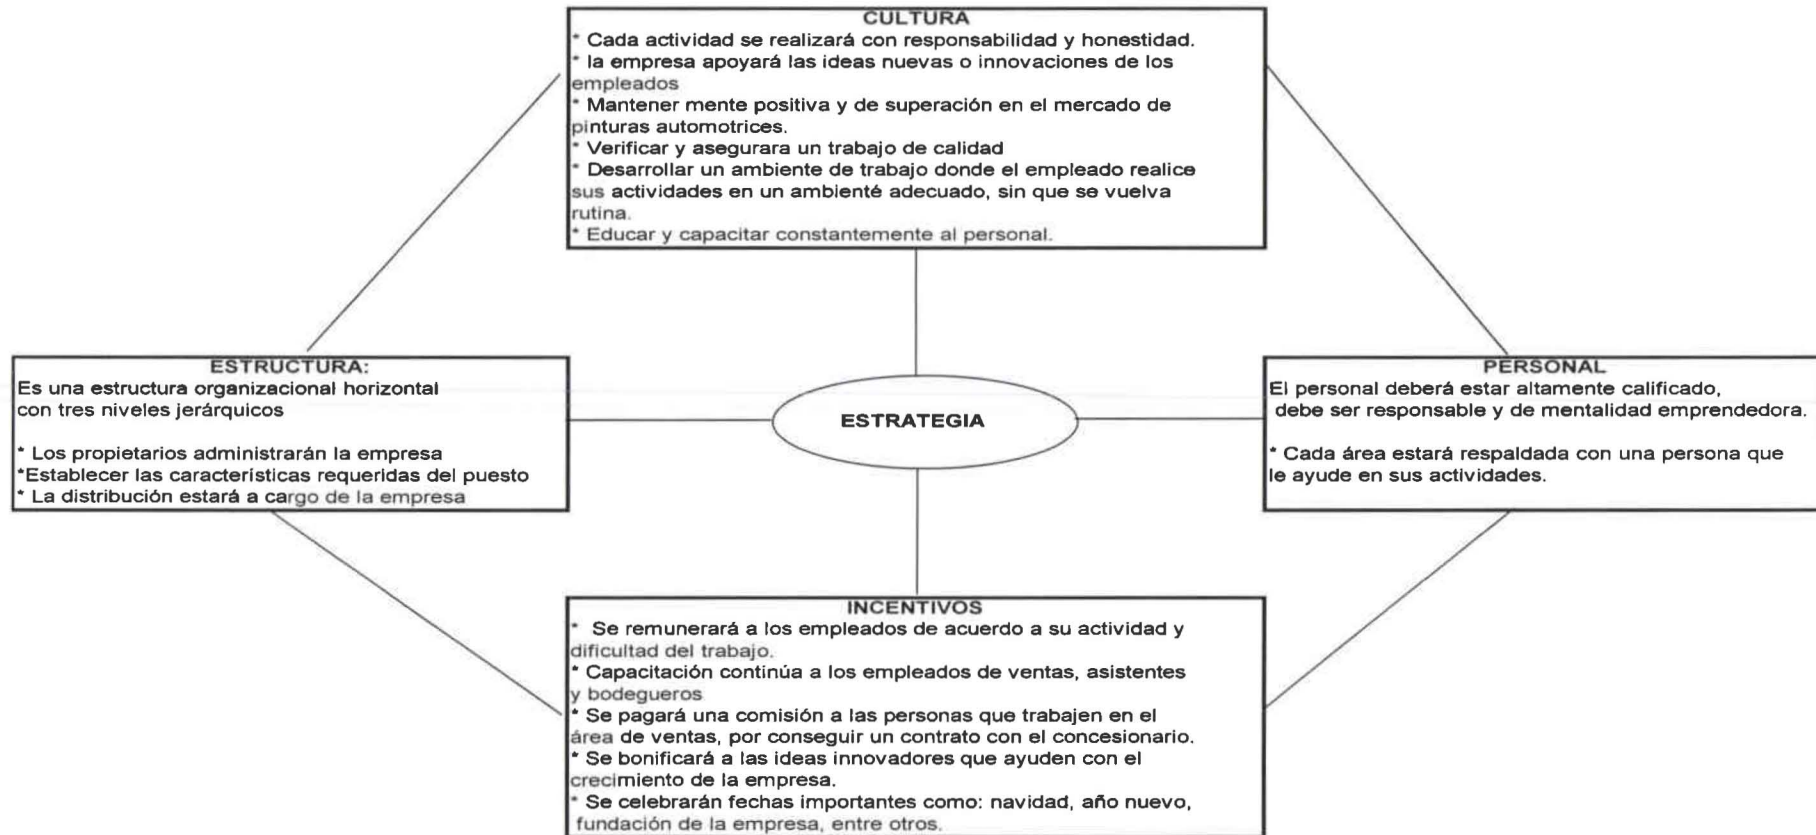 CULTURA
* Cada actividad se realizará con responsabilidad y honestidad.
* la empresa apoyará las ideas nuevas o innovaciones de los
empleados
* Mantener mente positiva y de superación en el mercado de
pinturas automotrices.
* Verificar y asegurara un trabajo de calidad
* Desarrollar un ambiente de trabajo donde el empleado realice
sus actividades en un ambienté adecuado, sin que se vuelva
rutina.
* Educar y capacitar constantemente al personal.
ESTRUCTURA:
Es una estructura organizacional horizontal
con tres niveles jerárquicos
* Los propietarios administrarán la empresa
*Establecer las características requeridas del puesto
* La distribución estará a cargo de la empresa
ESTRATEGIA
PERSONAL
El personal deberá estar altamente calificado,
debe ser responsable y de mentalidad emprendedora.
* Cada área estará respaldada con una persona que
le ayude en sus actividades.
INCENTIVOS
* Se remunerará a los empleados de acuerdo a su actividad y
dificultad del trabajo.
* Capacitación continúa a los empleados de ventas, asistentes
y bodegueros
* Se pagará una comisión a las personas que trabajen en el
área de ventas, por conseguir un contrato con el concesionario.
* Se bonificará a las ideas innovadores que ayuden con el
crecimiento de la empresa.
* Se celebrarán fechas importantes como: navidad, año nuevo,
fundación de la empresa, entre otros.